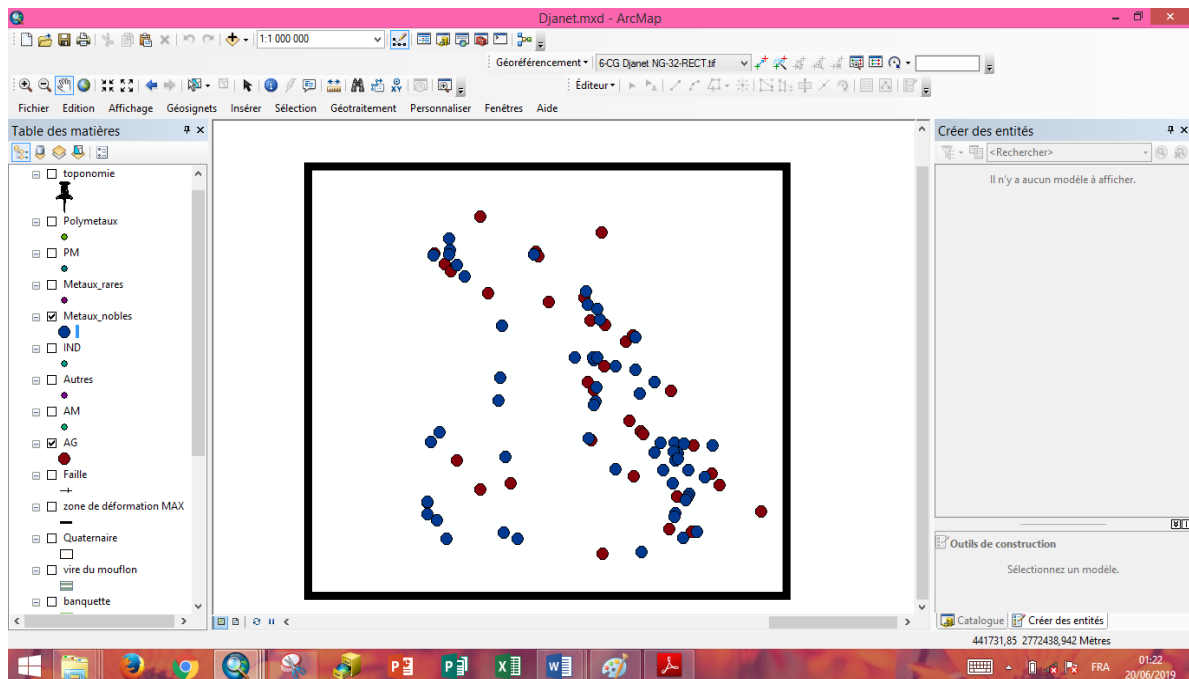 Djanet.mxd - ArcMap
1:1 000 000
Géoréférencement
6-CG Djanet NG-32-RECT.tif
Éditeur
Fichier Edition Affichage Géosignets Insérer Sélection Géotraitement Personnaliser Fenêtres Aide
Table des matières
toponomie
Polymetaux
PM
Metaux_rares
Metaux_nobles
IND
Autres
AM
AG
Faille
zone de déformation MAX
Quaternaire
vire du mouflon
banquette
Créer des entités
<Rechercher>
Il n'y a aucun modèle à afficher.
Outils de construction
Sélectionnez un modèle.
Catalogue Créer des entités
441731,85 2772438,942 Mètres
FRA
01:22
20/06/2019